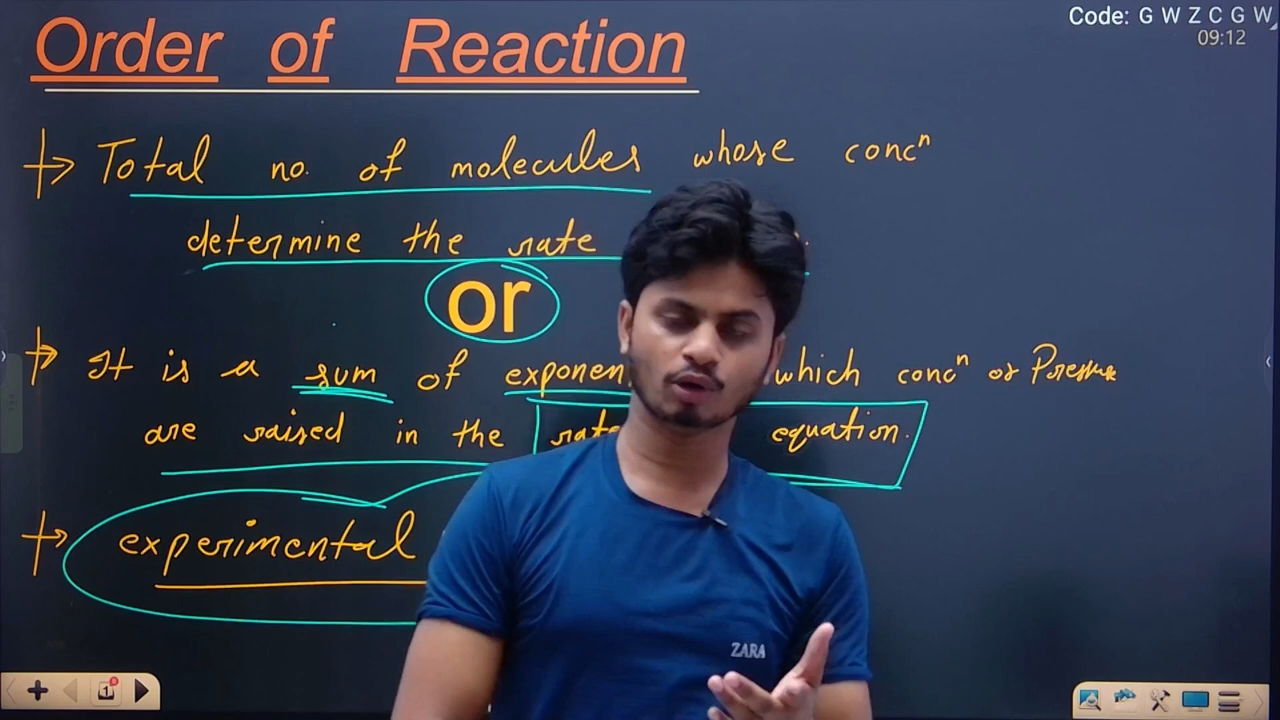 Code: G W Z C G W
09:12
Order of Reaction
Total no. of molecules whose concⁿ
determine the rate
or
It is a sum of exponen which concⁿ or Pressure
are raised in the rate equation.
experimental
ZARA
1